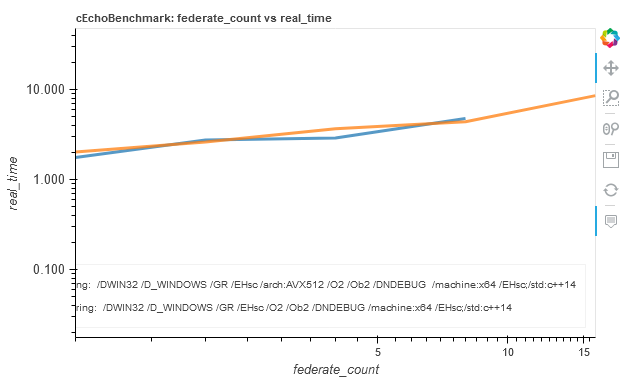 cEchoBenchmark: federate_count vs real_time
10.000
1.000
0.100
real_time
ng: /DWIN32 /D_WINDOWS /GR /EHsc /arch:AVX512 /O2 /Ob2 /DNDEBUG /machine:x64 /EHsc;/std:c++14
ring: /DWIN32 /D_WINDOWS /GR /EHsc /O2 /Ob2 /DNDEBUG /machine:x64 /EHsc;/std:c++14
5
10
15
federate_count